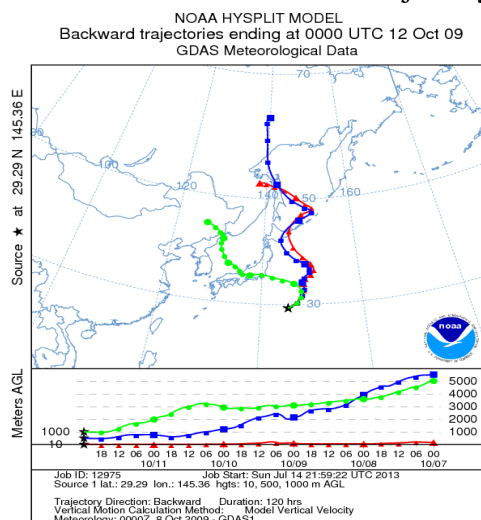 NOAA HYSPLIT MODEL
Backward trajectories ending at 0000 UTC 12 Oct 09
GDAS Meteorological Data
Source ★ at 29.29 N 145.36 E
70
160
120
140
50
30
noaa
Meters AGL
5000
4000
3000
2000
1000
1000
10
18 12 06 00 18 12 06 00 18 12 06 00 18 12 06 00 18 12 06 00
10/11 10/10 10/09 10/08 10/07
Job ID: 12975 Job Start: Sun Jul 14 21:59:22 UTC 2013
Source 1 lat.: 29.29 lon.: 145.36 hgts: 10, 500, 1000 m AGL
Trajectory Direction: Backward Duration: 120 hrs
Vertical Motion Calculation Method: Model Vertical Velocity
Meteorology: 0000Z 8 Oct 2009 - GDAS1